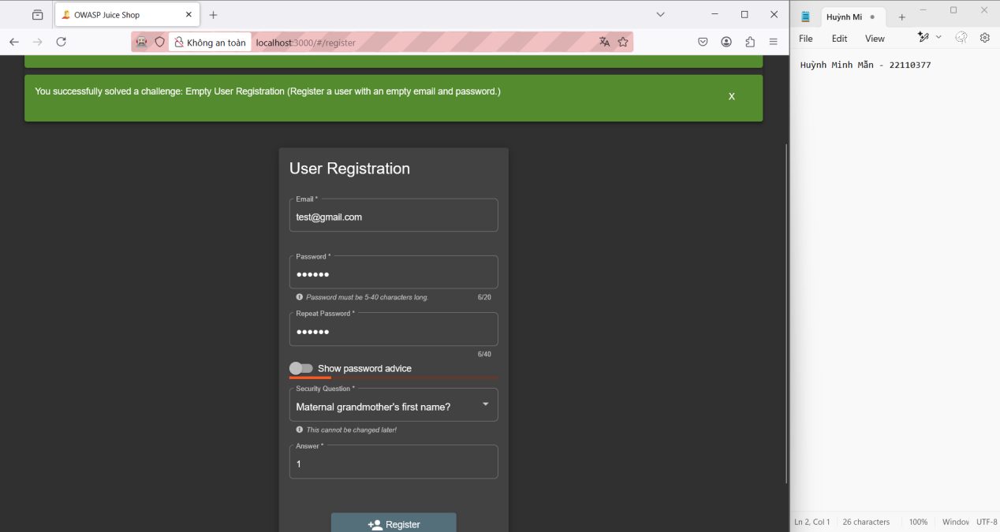 OWASP Juice Shop
Huỳnh Mi
Không an toàn
localhost:3000/#/register
File Edit View
Huỳnh Minh Mẫn - 22110377
You successfully solved a challenge: Empty User Registration (Register a user with an empty email and password.)
X
User Registration
Email *
test@gmail.com
Password *
Password must be 5-40 characters long.
6/20
Repeat Password *
6/40
Show password advice
Security Question *
Maternal grandmother's first name?
This cannot be changed later!
Answer *
1
Register
Ln 2, Col 1
26 characters
100%
Window
UTF-8